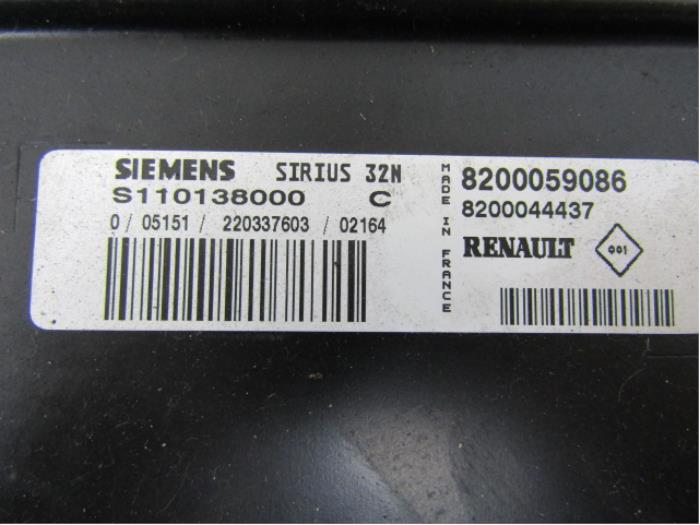 SIEMENS SIRIUS 32N
S110138000 C
0 / 05151 / 220337603 / 02164
MADE IN FRANCE
8200059086
8200044437
RENAULT 001